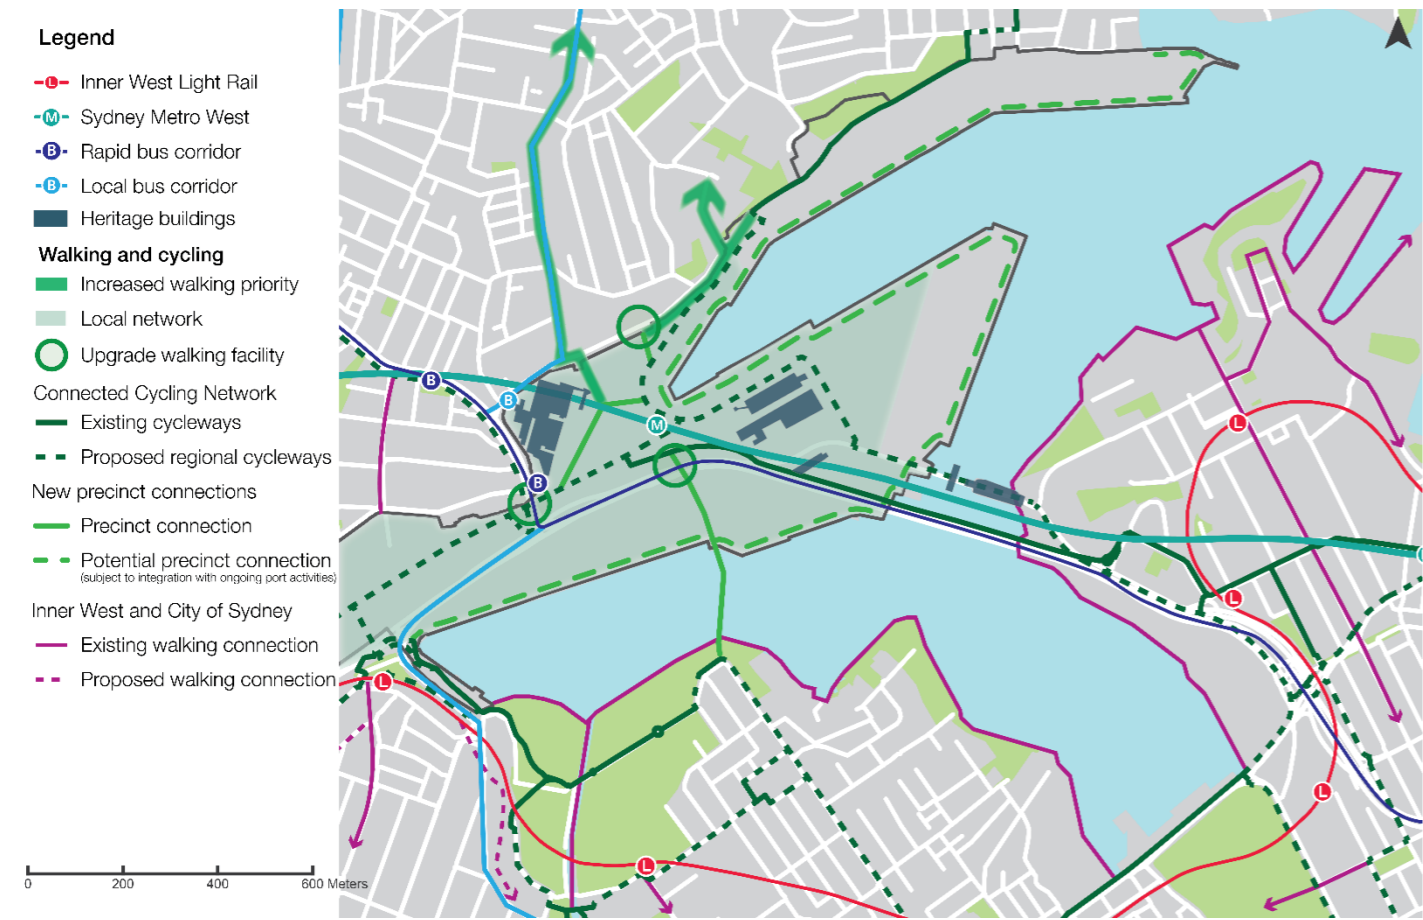 Legend
L Inner West Light Rail
M Sydney Metro West
B Rapid bus corridor
B Local bus corridor
Heritage buildings
Walking and cycling
Increased walking priority
Local network
Upgrade walking facility
Connected Cycling Network
Existing cycleways
Proposed regional cycleways
New precinct connections
Precinct connection
Potential precinct connection
(subject to integration with ongoing port activities)
Inner West and City of Sydney
Existing walking connection
Proposed walking connection
0 200 400 600 Meters
B
B
M
B
L
L
L
L
L